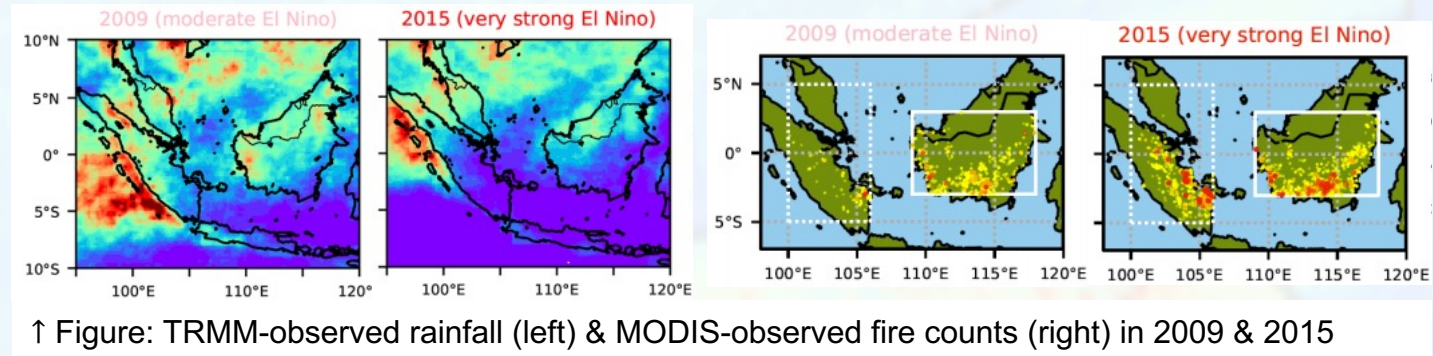 2009 (moderate El Nino)
2015 (very strong El Nino)
10°N
5°N
0°
5°S
10°S
100°E
110°E
120°
100°E
110°E
120°E
2009 (moderate El Nino)
2015 (very strong El Nino)
5°N
0°
5°S
100°E
105°E
110°E
115°E
120°E
100°E
105°E
110°E
115°E
120°E
↑ Figure: TRMM-observed rainfall (left) & MODIS-observed fire counts (right) in 2009 & 2015